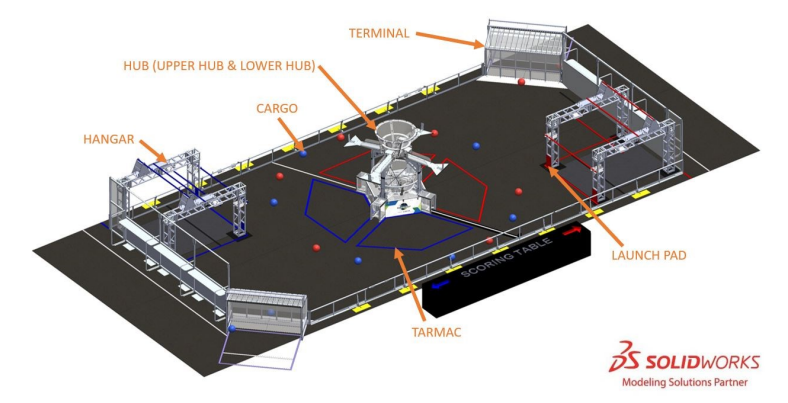 TERMINAL
HUB (UPPER HUB & LOWER HUB)
CARGO
HANGAR
LAUNCH PAD
SCORING TABLE
TARMAC
SOLIDWORKS
Modeling Solutions Partner